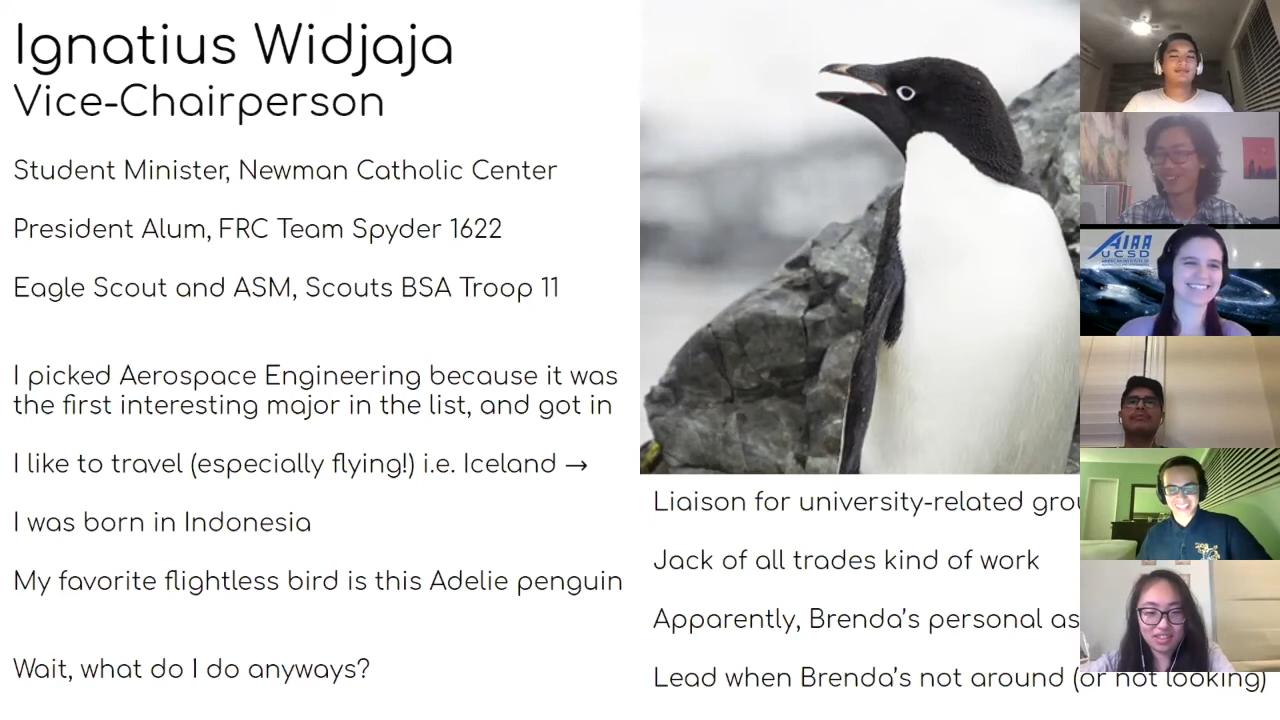 Ignatius Widjaja
Vice-Chairperson
Student Minister, Newman Catholic Center
President Alum, FRC Team Spyder 1622
Eagle Scout and ASM, Scouts BSA Troop 11
I picked Aerospace Engineering because it was
the first interesting major in the list, and got in
I like to travel (especially flying!) i.e. Iceland →
I was born in Indonesia
My favorite flightless bird is this Adelie penguin
Wait, what do I do anyways?
Liaison for university-related
Jack of all trades kind of work
Apparently, Brenda's personal
Lead when Brenda's not around (or not looking)
AIAA
UCSD